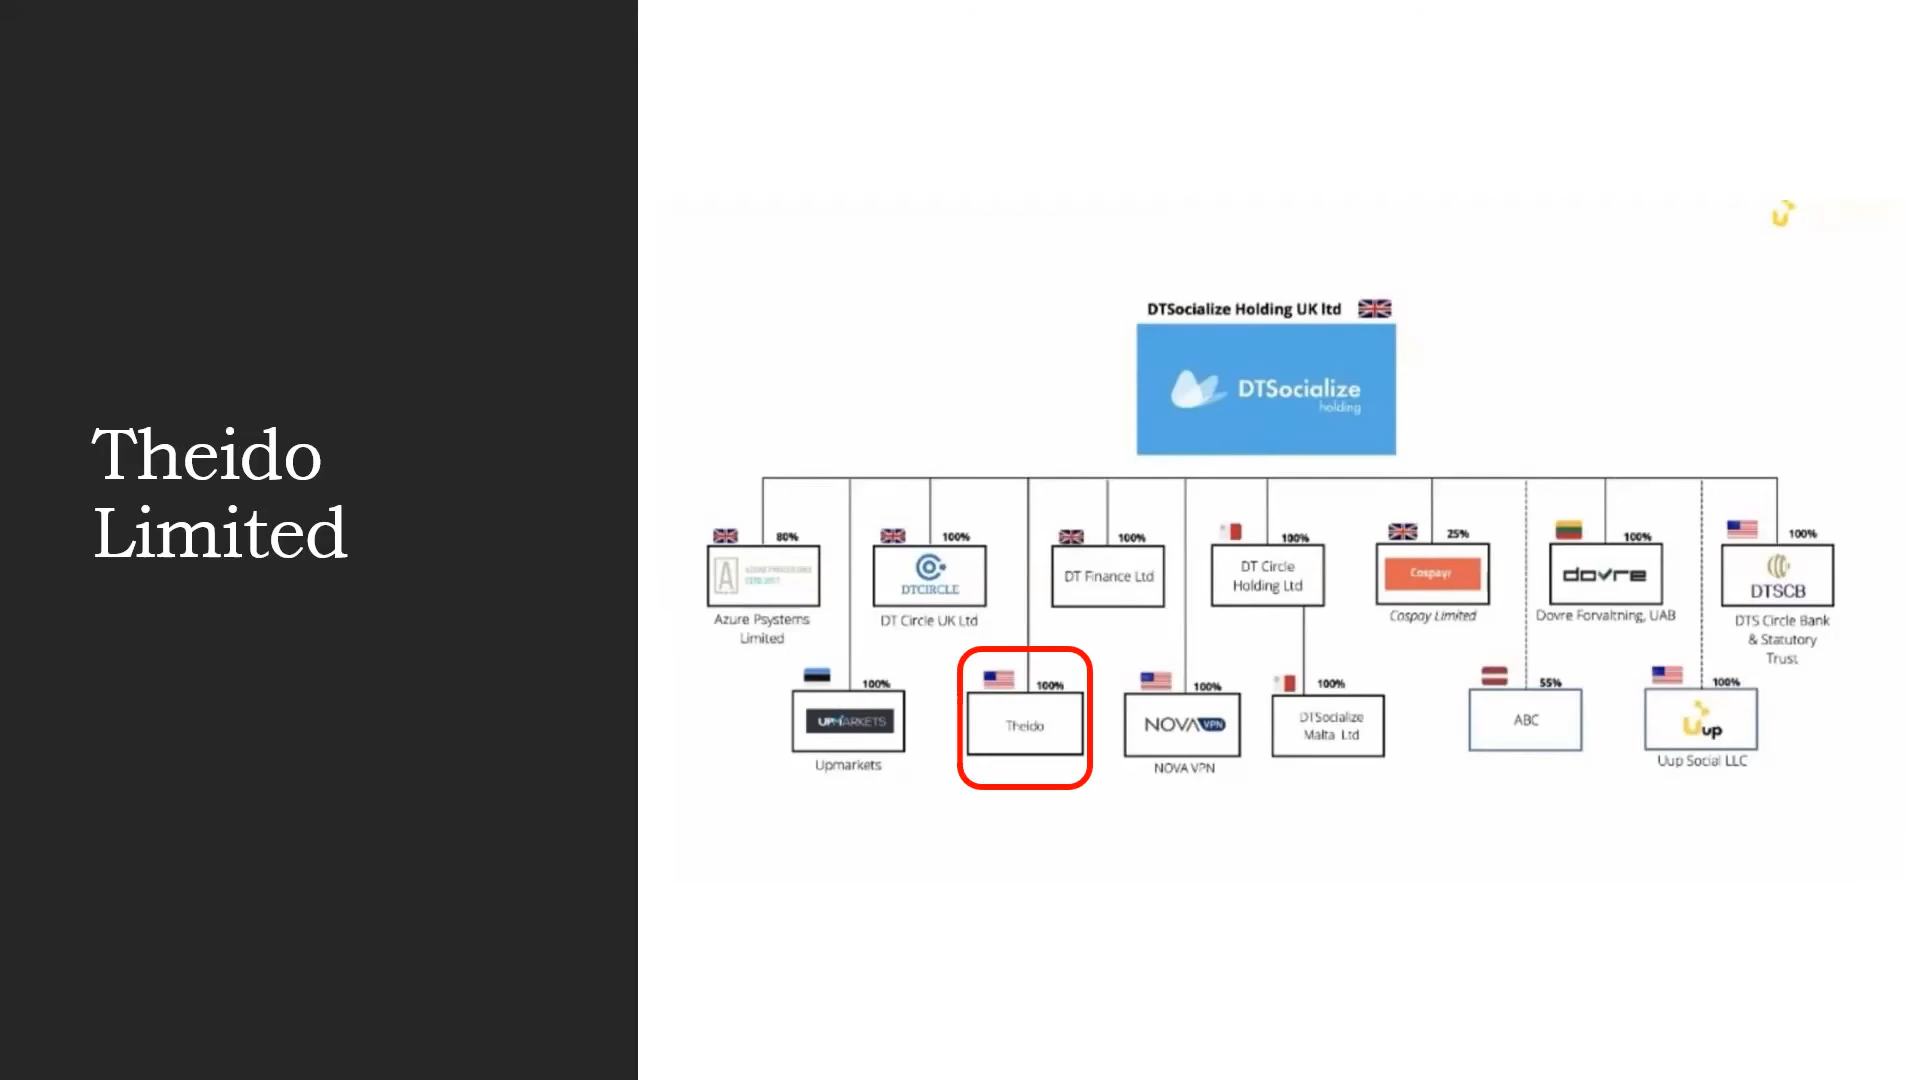 Theido
Limited
DTSocialize Holding UK ltd
DTSocialize
holding
80%
100%
100%
100%
25%
100%
100%
DTCIRCLE
DT Finance Ltd
DT Circle
Holding Ltd
Cospayr
dovre
DTSCB
Azure Psystems
Limited
DT Circle UK Ltd
Cospay Limited
Dovre Forvaltning, UAB
DTS Circle Bank
& Statutory
Trust
100%
100%
100%
100%
55%
100%
UPMARKETS
Theido
NOVA VPN
DTSocialize
Malta Ltd
ABC
Uup
Upmarkets
NOVA VPN
Uup Social LLC